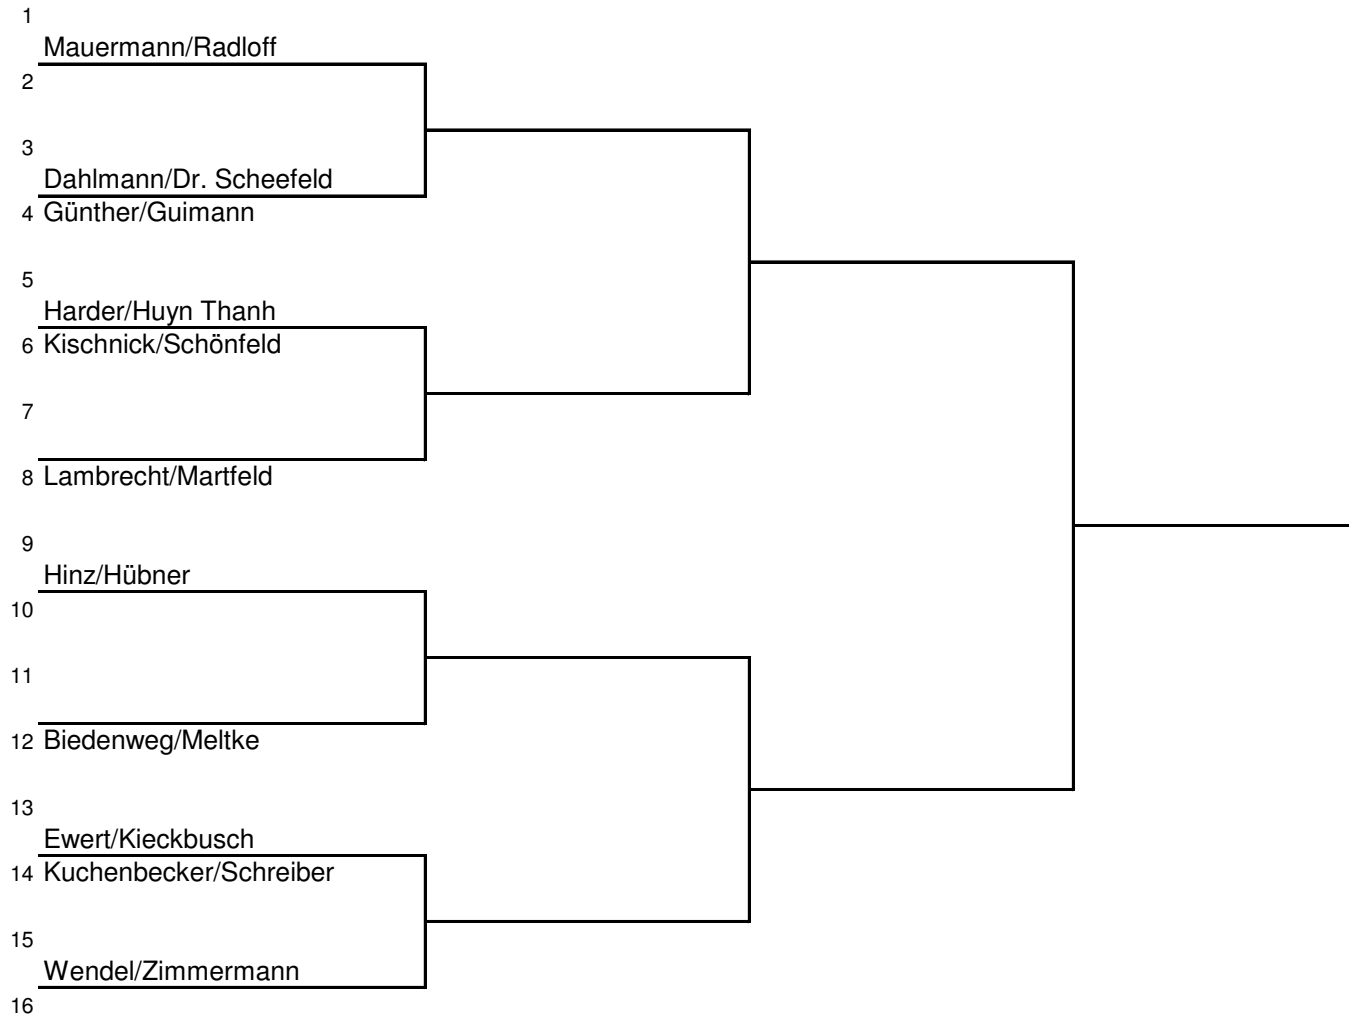 1
Mauermann/Radloff
2
3
Dahlmann/Dr. Scheefeld
4 Günther/Guimann
5
Harder/Huyn Thanh
6 Kischnick/Schönfeld
7
8 Lambrecht/Martfeld
9
Hinz/Hübner
10
11
12 Biedenweg/Meltke
13
Ewert/Kieckbusch
14 Kuchenbecker/Schreiber
15
Wendel/Zimmermann
16